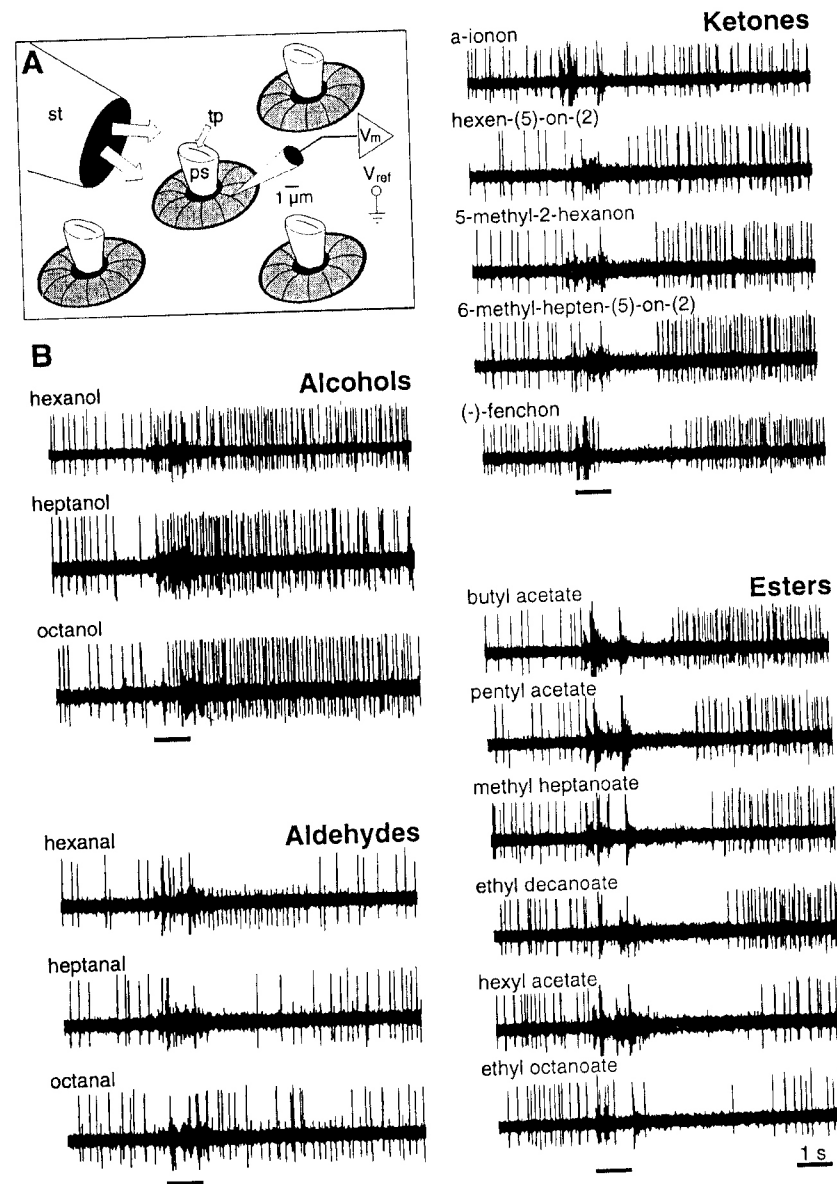 A
st
tp
ps
Vm
Vref
1 µm
B
Alcohols
hexanol
heptanol
octanol
Aldehydes
hexanal
heptanal
octanal
Ketones
a-ionon
hexen-(5)-on-(2)
5-methyl-2-hexanon
6-methyl-hepten-(5)-on-(2)
(-)-fenchon
Esters
butyl acetate
pentyl acetate
methyl heptanoate
ethyl decanoate
hexyl acetate
ethyl octanoate
1 s